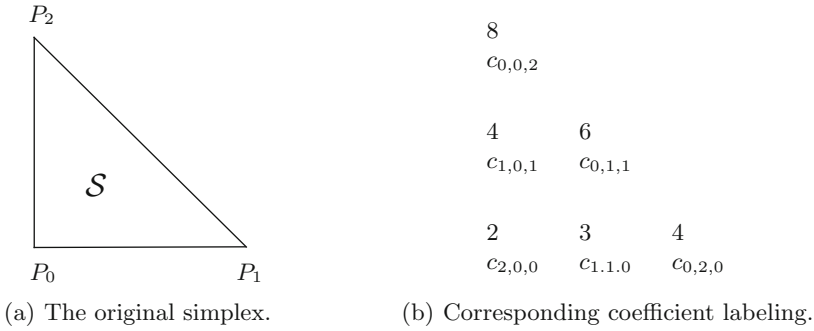 P₂
S
P₀ P₁
(a) The original simplex.
8
c₀,₀,₂
4 6
c₁,₀,₁ c₀,₁,₁
2 3 4
c₂,₀,₀ c₁.₁.₀ c₀,₂,₀
(b) Corresponding coefficient labeling.